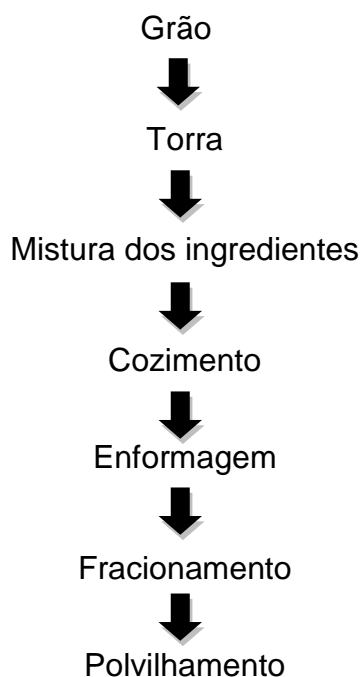 Grão
Torra
Mistura dos ingredientes
Cozimento
Enformagem
Fracionamento
Polvilhamento